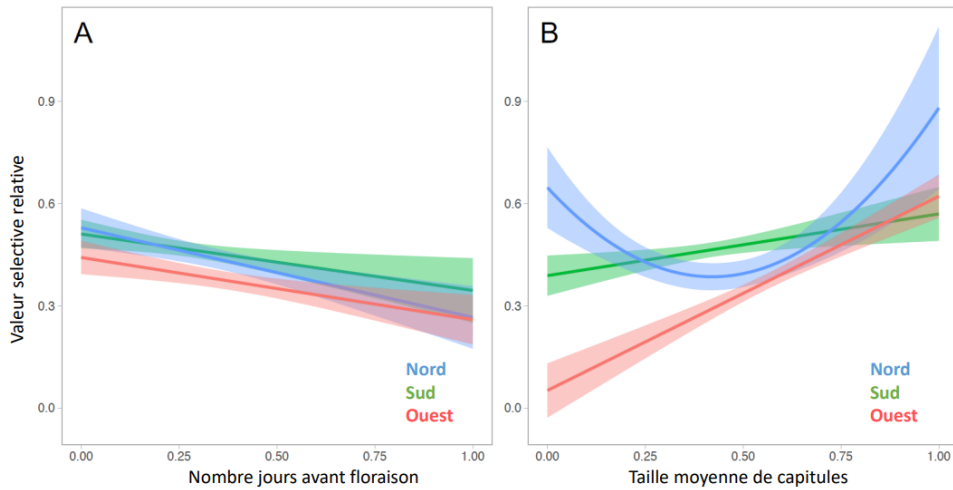 A
B
Valeur selective relative
0.9
0.6
0.3
0.0
0.9
0.6
0.3
0.0
Nord
Sud
Ouest
Nord
Sud
Ouest
0.00 0.25 0.50 0.75 1.00
0.00 0.25 0.50 0.75 1.00
Nombre jours avant floraison
Taille moyenne de capitules